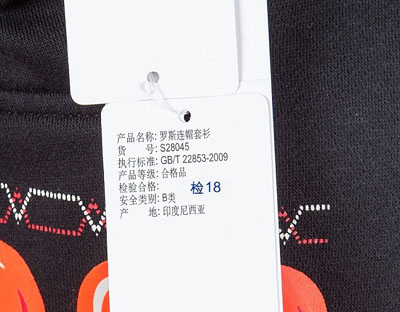 产品名称: 罗斯连帽套衫
货 号: S28045
执行标准: GB/T 22853-2009
产品等级: 合格品
检验合格: 检18
安全类别: B类
产 地: 印度尼西亚